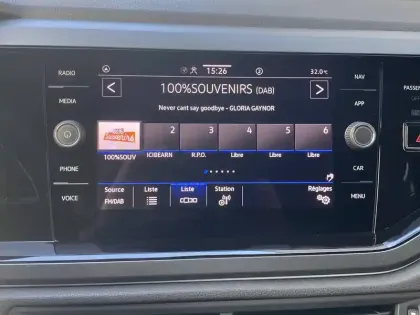 RADIO
MEDIA
PHONE
VOICE
15:26
32.0
100%SOUVENIRS (DAB)
Never cant say goodbye - GLORIA GAYNOR
2 3 4 5 6
100%SOUV ICIBEARN R.P.O. Libre Libre Libre
Source Liste Liste Station Réglages
FM/DAB
NAV
APP
CAR
MENU
PASSEN